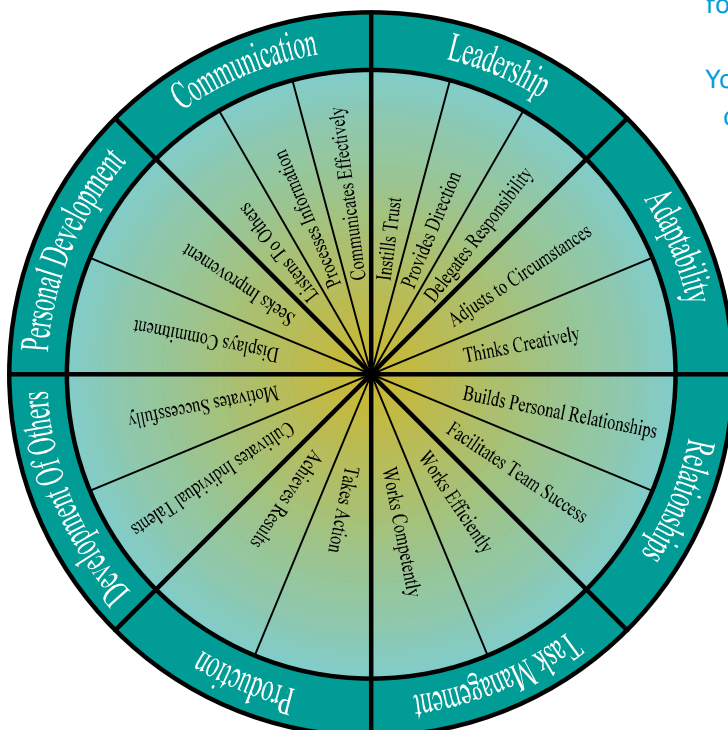 fo
Yo
c
Communication
Leadership
Adaptability
Relationships
Task Management
Production
Development Of Others
Personal Development
Instills Trust
Provides Direction
Delegates Responsibility
Adjusts to Circumstances
Thinks Creatively
Builds Personal Relationships
Facilitates Team Success
Works Efficiently
Works Competently
Takes Action
Achieves Results
Cultivates Individual Talents
Motivates Successfully
Displays Commitment
Seeks Improvement
Listens To Others
Processes Information
Communicates Effectively